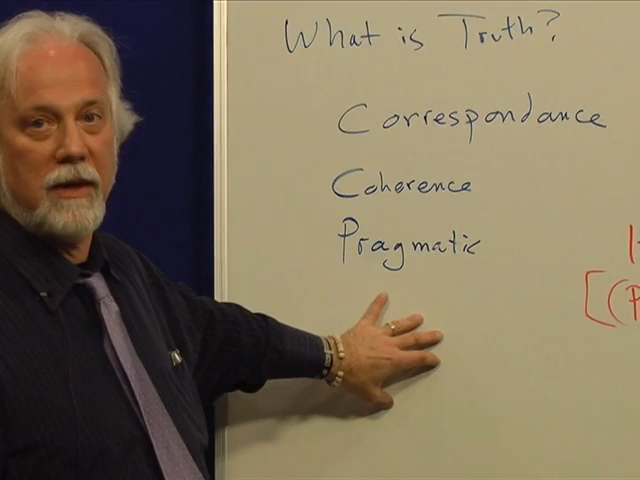 What is Truth?
Correspondance
Coherence
Pragmatic
[(P